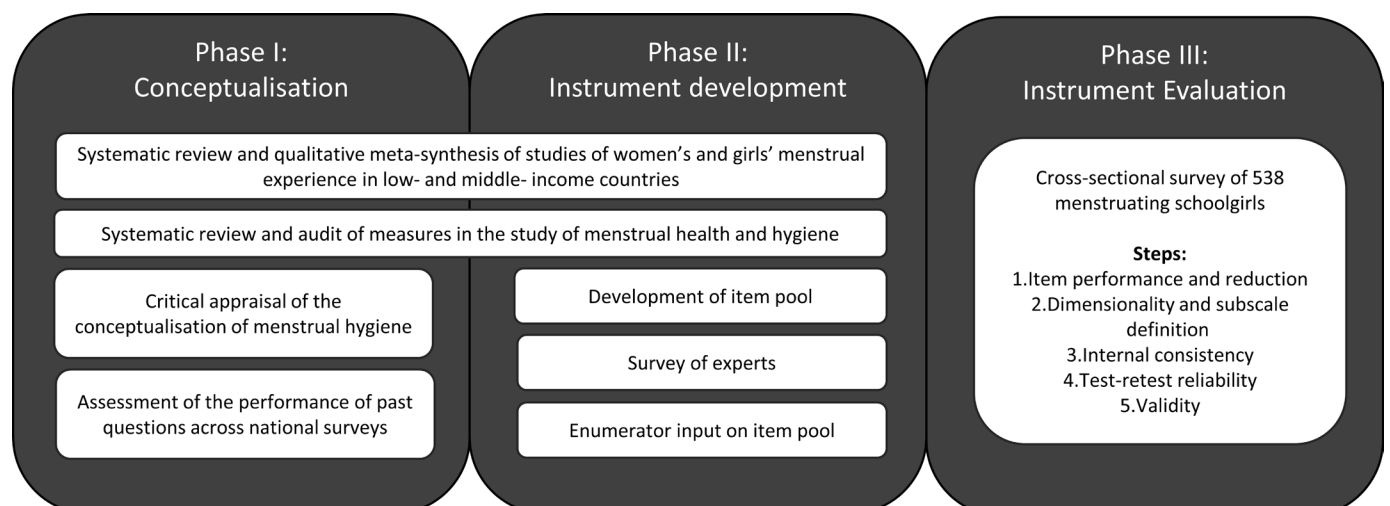 Phase I:
Conceptualisation
Phase II:
Instrument development
Phase III:
Instrument Evaluation
Systematic review and qualitative meta-synthesis of studies of women's and girls' menstrual
experience in low- and middle- income countries
Systematic review and audit of measures in the study of menstrual health and hygiene
Critical appraisal of the
conceptualisation of menstrual hygiene
Assessment of the performance of past
questions across national surveys
Development of item pool
Survey of experts
Enumerator input on item pool
Cross-sectional survey of 538
menstruating schoolgirls
Steps:
1.Item performance and reduction
2.Dimensionality and subscale
definition
3.Internal consistency
4.Test-retest reliability
5.Validity